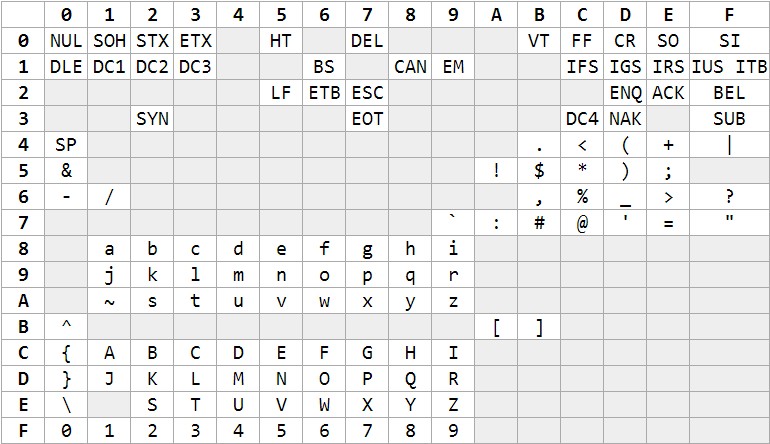 0 1 2 3 4 5 6 7 8 9 A B C D E F
0 NUL SOH STX ETX HT DEL VT FF CR SO SI
1 DLE DC1 DC2 DC3 BS CAN EM IFS IGS IRS IUS ITB
2 LF ETB ESC ENQ ACK BEL
3 SYN EOT DC4 NAK SUB
4 SP . < ( + |
5 & ! $ * ) ;
6 - / , % _ > ?
7 ` : # @ ' = "
8 a b c d e f g h i
9 j k l m n o p q r
A ~ s t u v w x y z
B ^ [ ]
C { A B C D E F G H I
D } J K L M N O P Q R
E \ S T U V W X Y Z
F 0 1 2 3 4 5 6 7 8 9